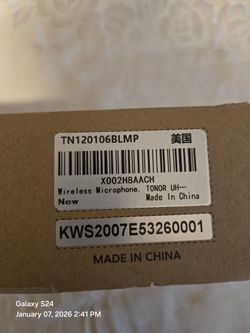 TN120106BLMP 美国
X002H8AACH
Wireless Microphone, TONOR UH…
New Made In China
KWS2007E53260001
MADE IN CHINA
Galaxy S24
January 07, 2026 2:41 PM